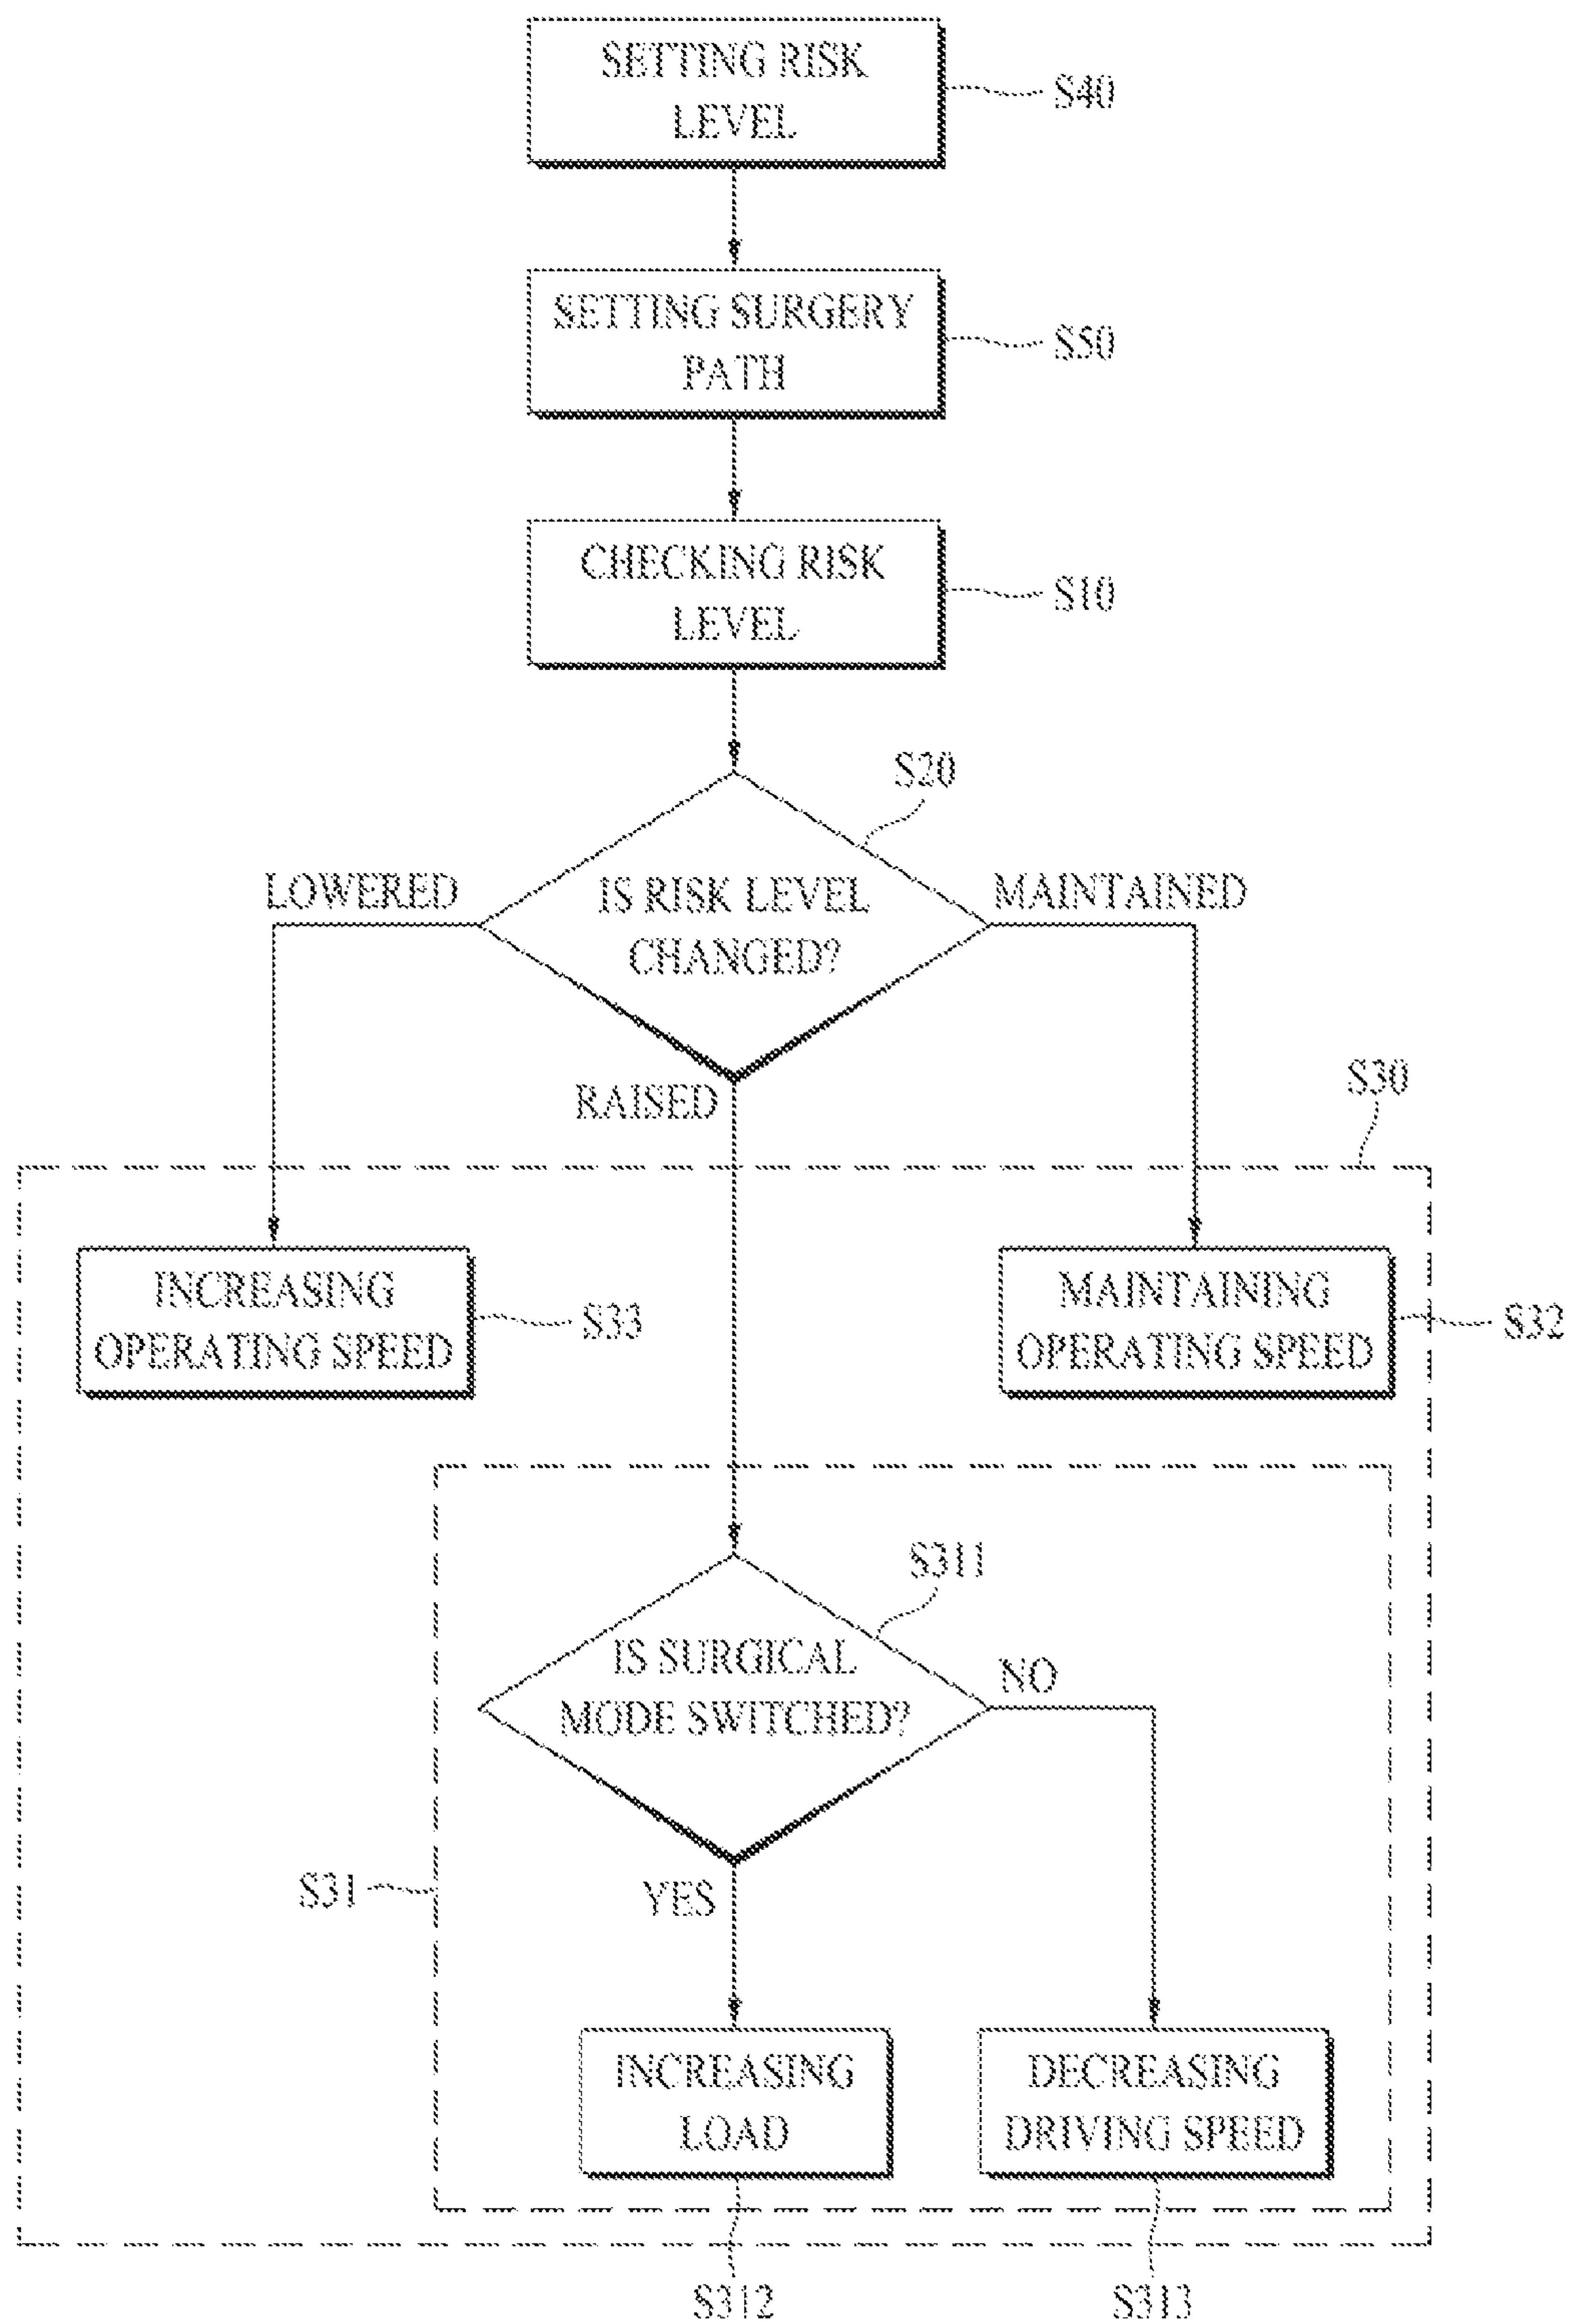 SETTING RISK
LEVEL
S40
SETTING SURGERY
PATH
S50
CHECKING RISK
LEVEL
S10
S20
LOWERED
IS RISK LEVEL
CHANGED?
MAINTAINED
RAISED
S30
INCREASING
OPERATING SPEED
S33
MAINTAINING
OPERATING SPEED
S32
S311
IS SURGICAL
MODE SWITCHED?
NO
S31
YES
INCREASING
LOAD
DECREASING
DRIVING SPEED
S312
S313